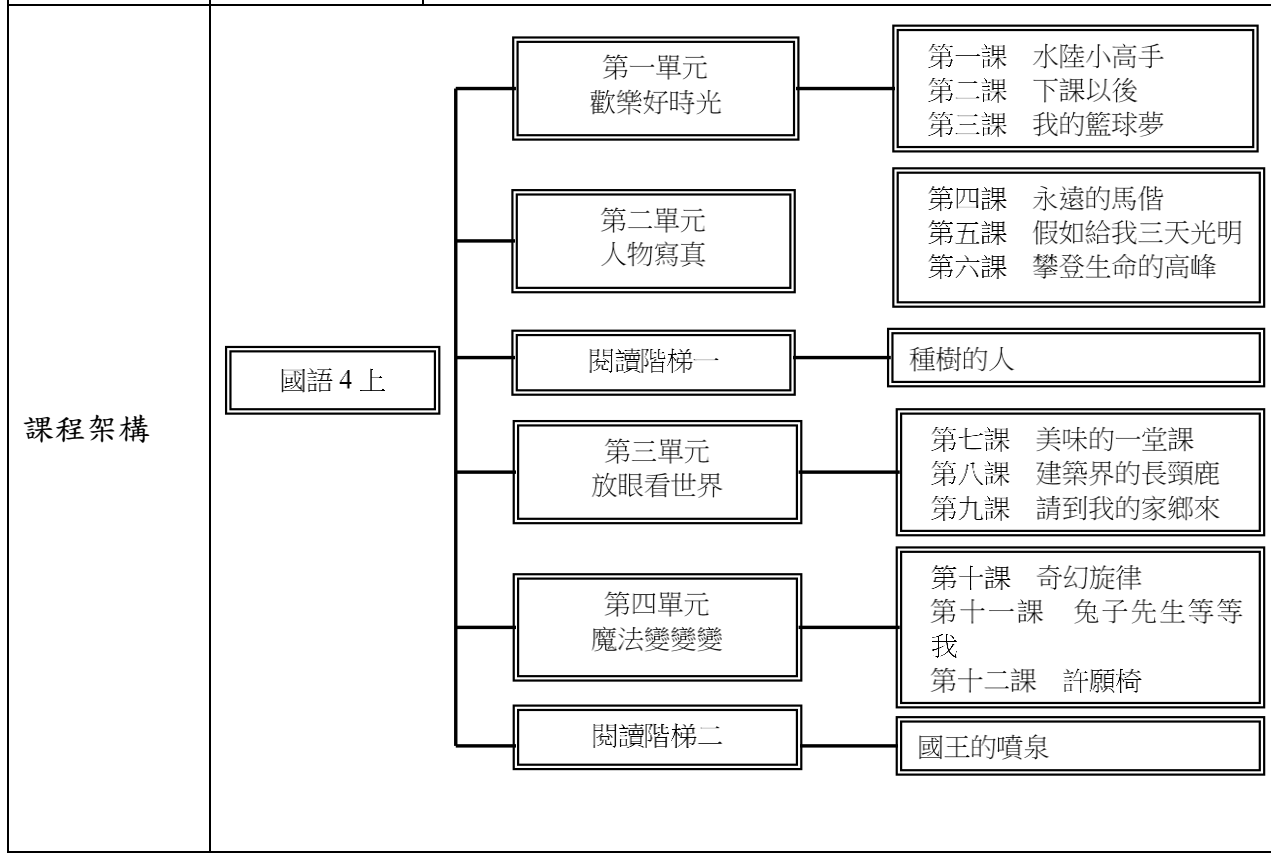 課程架構
國語 4 上
第一單元
歡樂好時光
第一課　水陸小高手
第二課　下課以後
第三課　我的籃球夢
第二單元
人物寫真
第四課　永遠的馬偕
第五課　假如給我三天光明
第六課　攀登生命的高峰
閱讀階梯一
種樹的人
第三單元
放眼看世界
第七課　美味的一堂課
第八課　建築界的長頸鹿
第九課　請到我的家鄉來
第四單元
魔法變變變
第十課　奇幻旋律
第十一課　兔子先生等等
我
第十二課　許願椅
閱讀階梯二
國王的噴泉